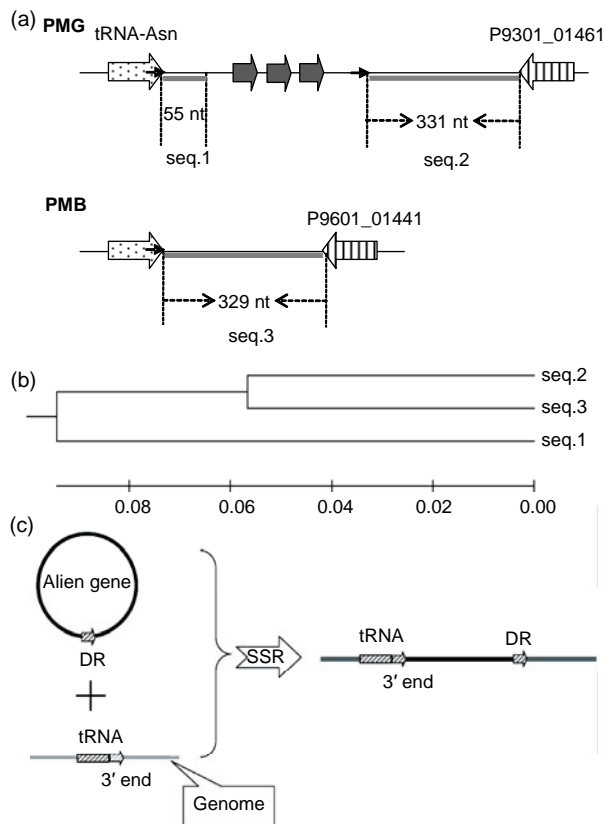 (a)
PMG
tRNA-Asn
P9301_01461
55 nt
331 nt
seq.1
seq.2
PMB
P9601_01441
329 nt
seq.3
(b)
seq.2
seq.3
seq.1
0.08 0.06 0.04 0.02 0.00
(c)
Alien gene
DR
tRNA
3′ end
Genome
SSR
tRNA
DR
3′ end